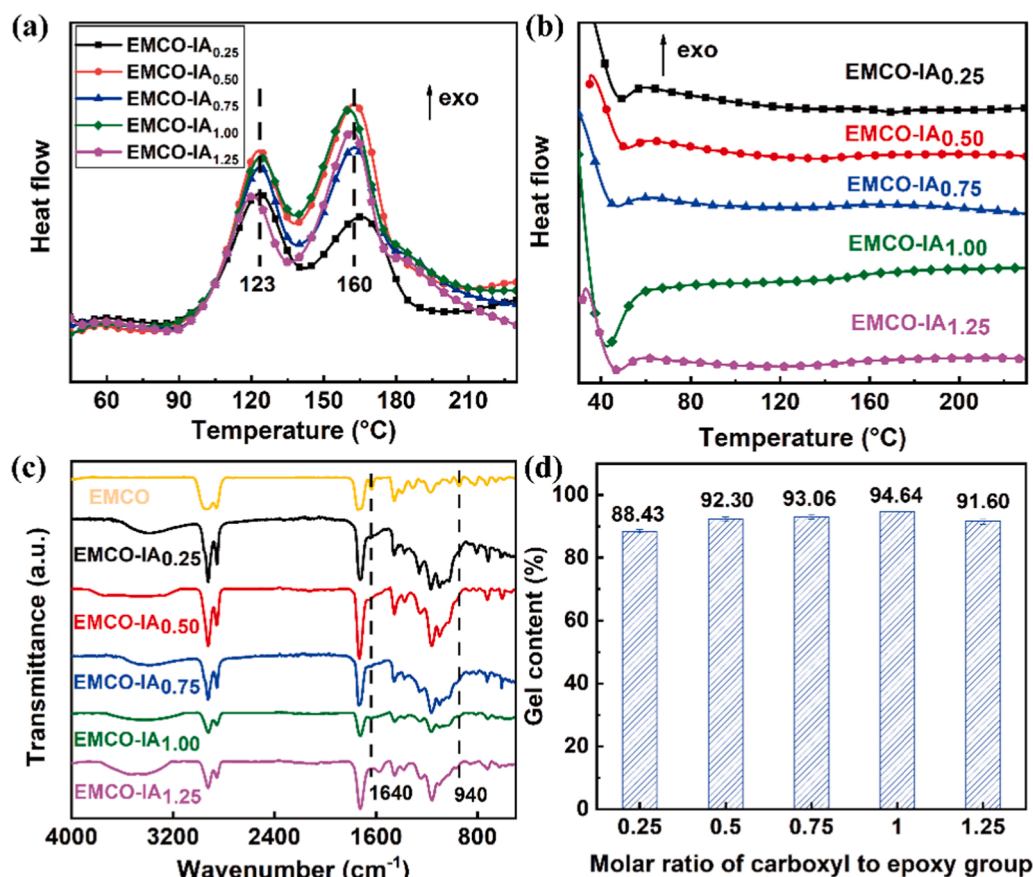 (a)
EMCO-IA0.25
EMCO-IA0.50
EMCO-IA0.75
EMCO-IA1.00
EMCO-IA1.25
exo
123
160
Heat flow
60 90 120 150 180 210
Temperature (°C)
(b)
exo
EMCO-IA0.25
EMCO-IA0.50
EMCO-IA0.75
EMCO-IA1.00
EMCO-IA1.25
Heat flow
40 80 120 160 200
Temperature (°C)
(c)
EMCO
EMCO-IA0.25
EMCO-IA0.50
EMCO-IA0.75
EMCO-IA1.00
EMCO-IA1.25
1640
940
Transmittance (a.u.)
4000 3200 2400 1600 800
Wavenumber (cm-1)
(d)
100
80
60
40
20
0
88.43
92.30
93.06
94.64
91.60
Gel content (%)
0.25 0.5 0.75 1 1.25
Molar ratio of carboxyl to epoxy group